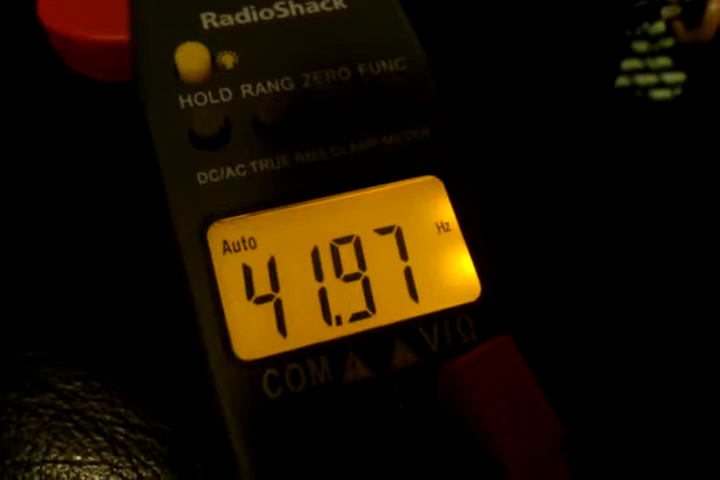 RadioShack
HOLD RANG ZERO FUNC
DC/AC TRUE RMS CLAMP METER
Auto Hz
41.97
COM V/Ω